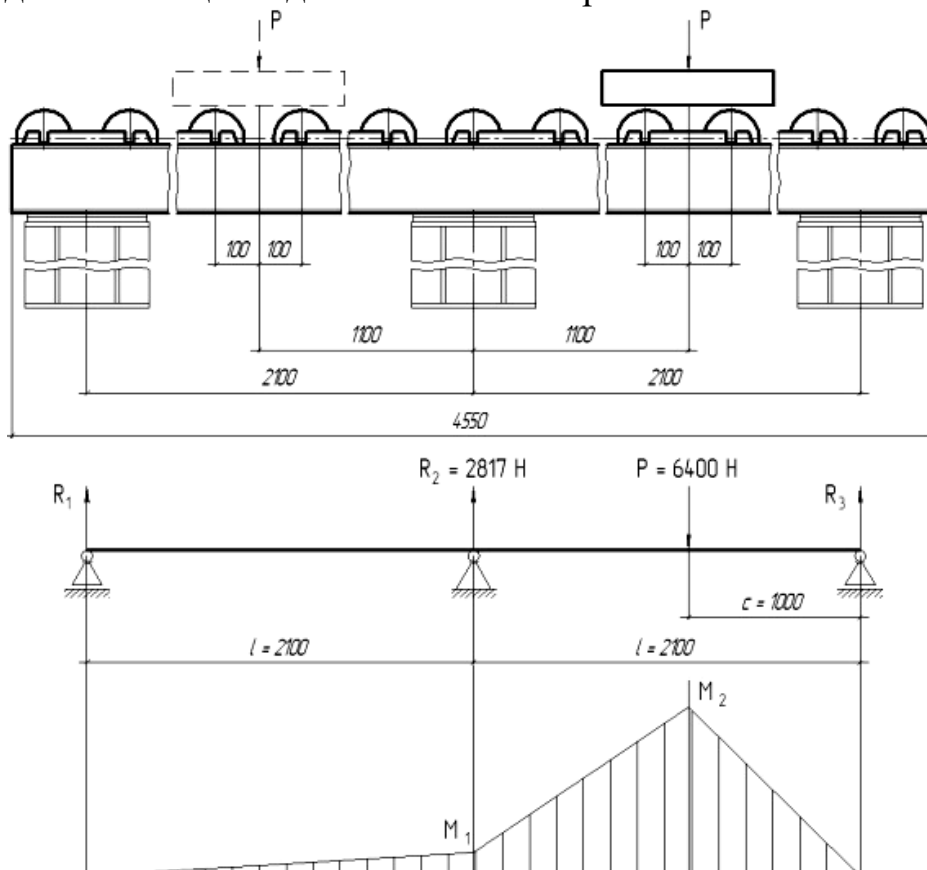 P P
100 100 100 100
1100 1100
2100 2100
4550
R₁ R₂ = 2817 Н P = 6400 Н R₃
c = 1000
l = 2100 l = 2100
M₂
M₁